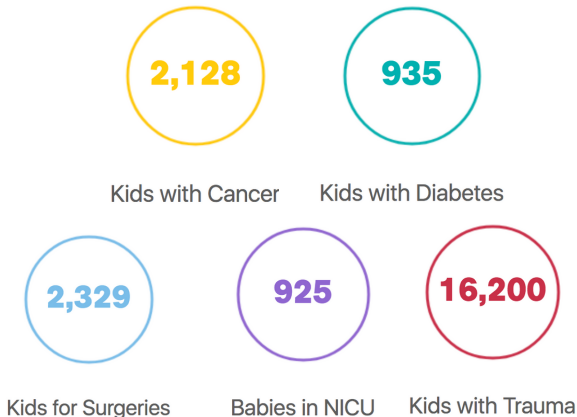 2,128
935
Kids with Cancer
Kids with Diabetes
2,329
925
16,200
Kids for Surgeries
Babies in NICU
Kids with Trauma